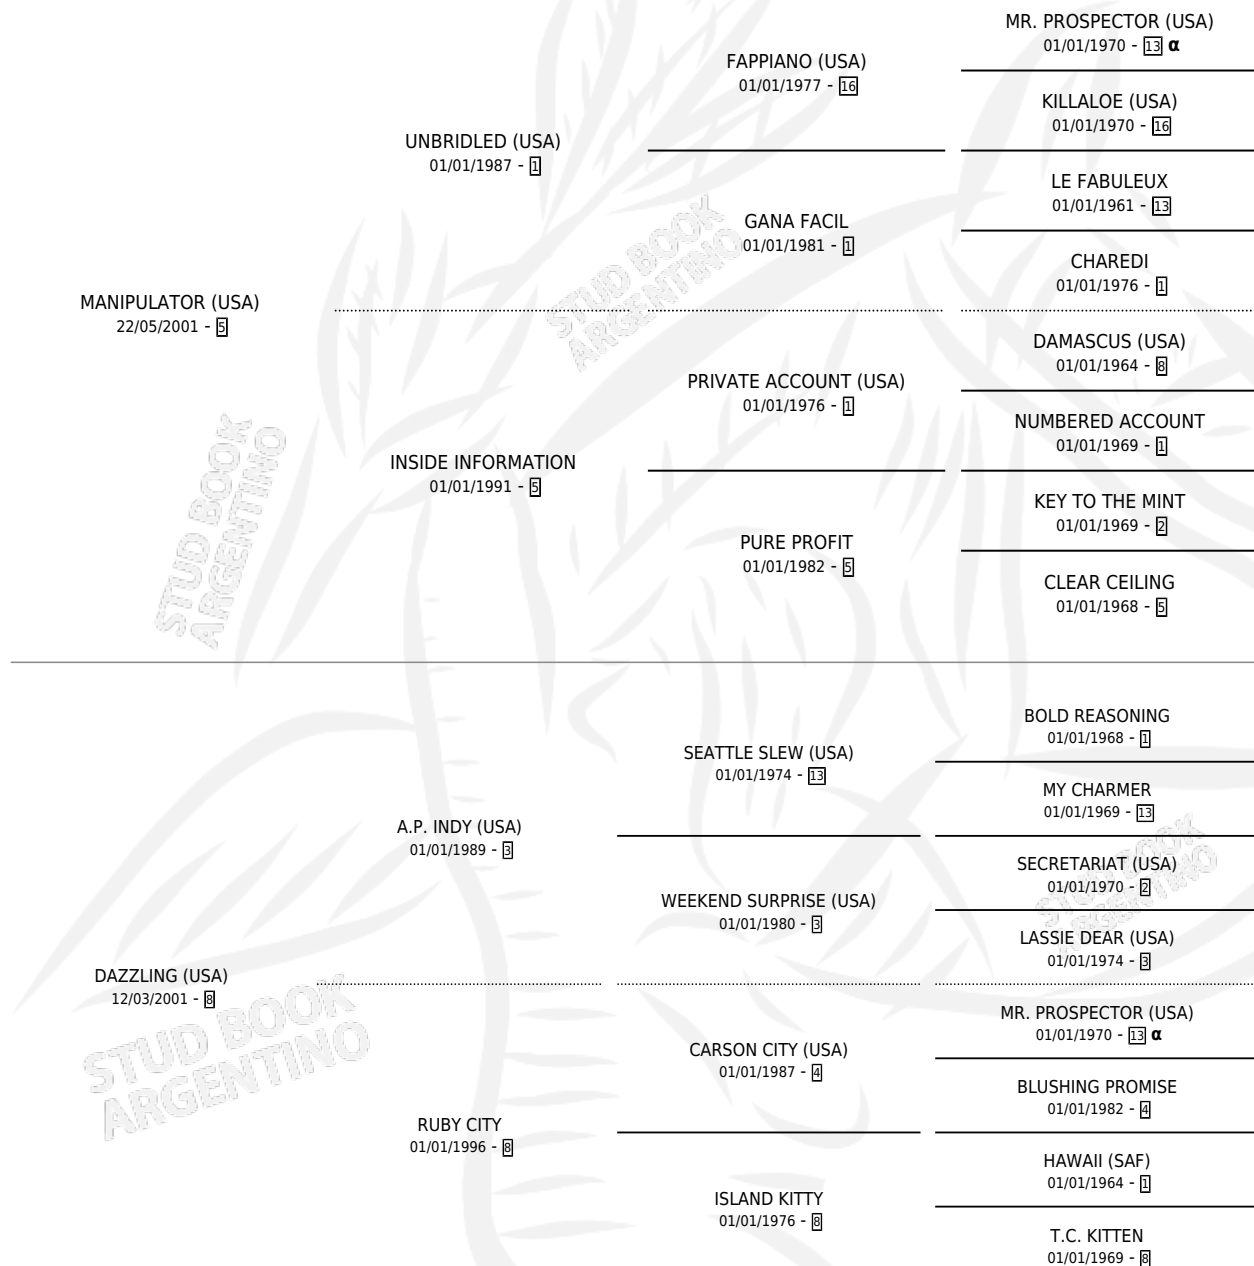 MR. PROSPECTOR (USA)
01/01/1970 - 13 α
FAPPIANO (USA)
01/01/1977 - 16
KILLALOE (USA)
01/01/1970 - 16
UNBRIDLED (USA)
01/01/1987 - 1
LE FABULEUX
01/01/1961 - 13
GANA FACIL
01/01/1981 - 1
CHAREDI
01/01/1976 - 1
MANIPULATOR (USA)
22/05/2001 - 5
DAMASCUS (USA)
01/01/1964 - 8
PRIVATE ACCOUNT (USA)
01/01/1976 - 1
NUMBERED ACCOUNT
01/01/1969 - 1
INSIDE INFORMATION
01/01/1991 - 5
KEY TO THE MINT
01/01/1969 - 2
PURE PROFIT
01/01/1982 - 5
CLEAR CEILING
01/01/1968 - 5
BOLD REASONING
01/01/1968 - 1
SEATTLE SLEW (USA)
01/01/1974 - 13
MY CHARMER
01/01/1969 - 13
A.P. INDY (USA)
01/01/1989 - 3
SECRETARIAT (USA)
01/01/1970 - 2
WEEKEND SURPRISE (USA)
01/01/1980 - 3
LASSIE DEAR (USA)
01/01/1974 - 3
DAZZLING (USA)
12/03/2001 - 8
MR. PROSPECTOR (USA)
01/01/1970 - 13 α
CARSON CITY (USA)
01/01/1987 - 4
BLUSHING PROMISE
01/01/1982 - 4
RUBY CITY
01/01/1996 - 8
HAWAII (SAF)
01/01/1964 - 1
ISLAND KITTY
01/01/1976 - 8
T.C. KITTEN
01/01/1969 - 8
STUD BOOK
ARGENTINO
STUD BOOK
ARGENTINO
STUD BOOK
ARGENTINO
STUD BOOK
ARGENTINO